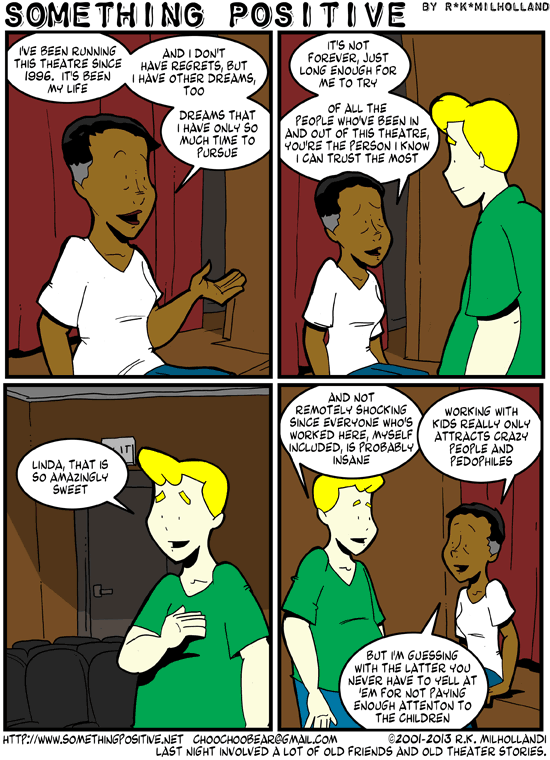 SOMETHING POSITIVE BY R*K*MILHOLLAND
I'VE BEEN RUNNING
THIS THEATRE SINCE
1996. IT'S BEEN
MY LIFE
AND I DON'T
HAVE REGRETS, BUT
I HAVE OTHER DREAMS,
TOO
DREAMS THAT
I HAVE ONLY SO
MUCH TIME TO
PURSUE
IT'S NOT
FOREVER, JUST
LONG ENOUGH FOR
ME TO TRY
OF ALL THE
PEOPLE WHO'VE BEEN IN
AND OUT OF THIS THEATRE,
YOU'RE THE PERSON I KNOW
I CAN TRUST THE MOST
LINDA, THAT IS
SO AMAZINGLY
SWEET
IT
AND NOT
REMOTELY SHOCKING
SINCE EVERYONE WHO'S
WORKED HERE, MYSELF
INCLUDED, IS PROBABLY
INSANE
WORKING WITH
KIDS REALLY ONLY
ATTRACTS CRAZY
PEOPLE AND
PEDOPHILES
BUT I'M GUESSING
WITH THE LATTER YOU
NEVER HAVE TO YELL AT
'EM FOR NOT PAYING
ENOUGH ATTENTON TO
THE CHILDREN
HTTP://WWW.SOMETHINGPOSITIVE.NET CHOOCHOOBEAR@GMAIL.COM ©2001-2013 R.K. MILHOLLANDI
LAST NIGHT INVOLVED A LOT OF OLD FRIENDS AND OLD THEATER STORIES.